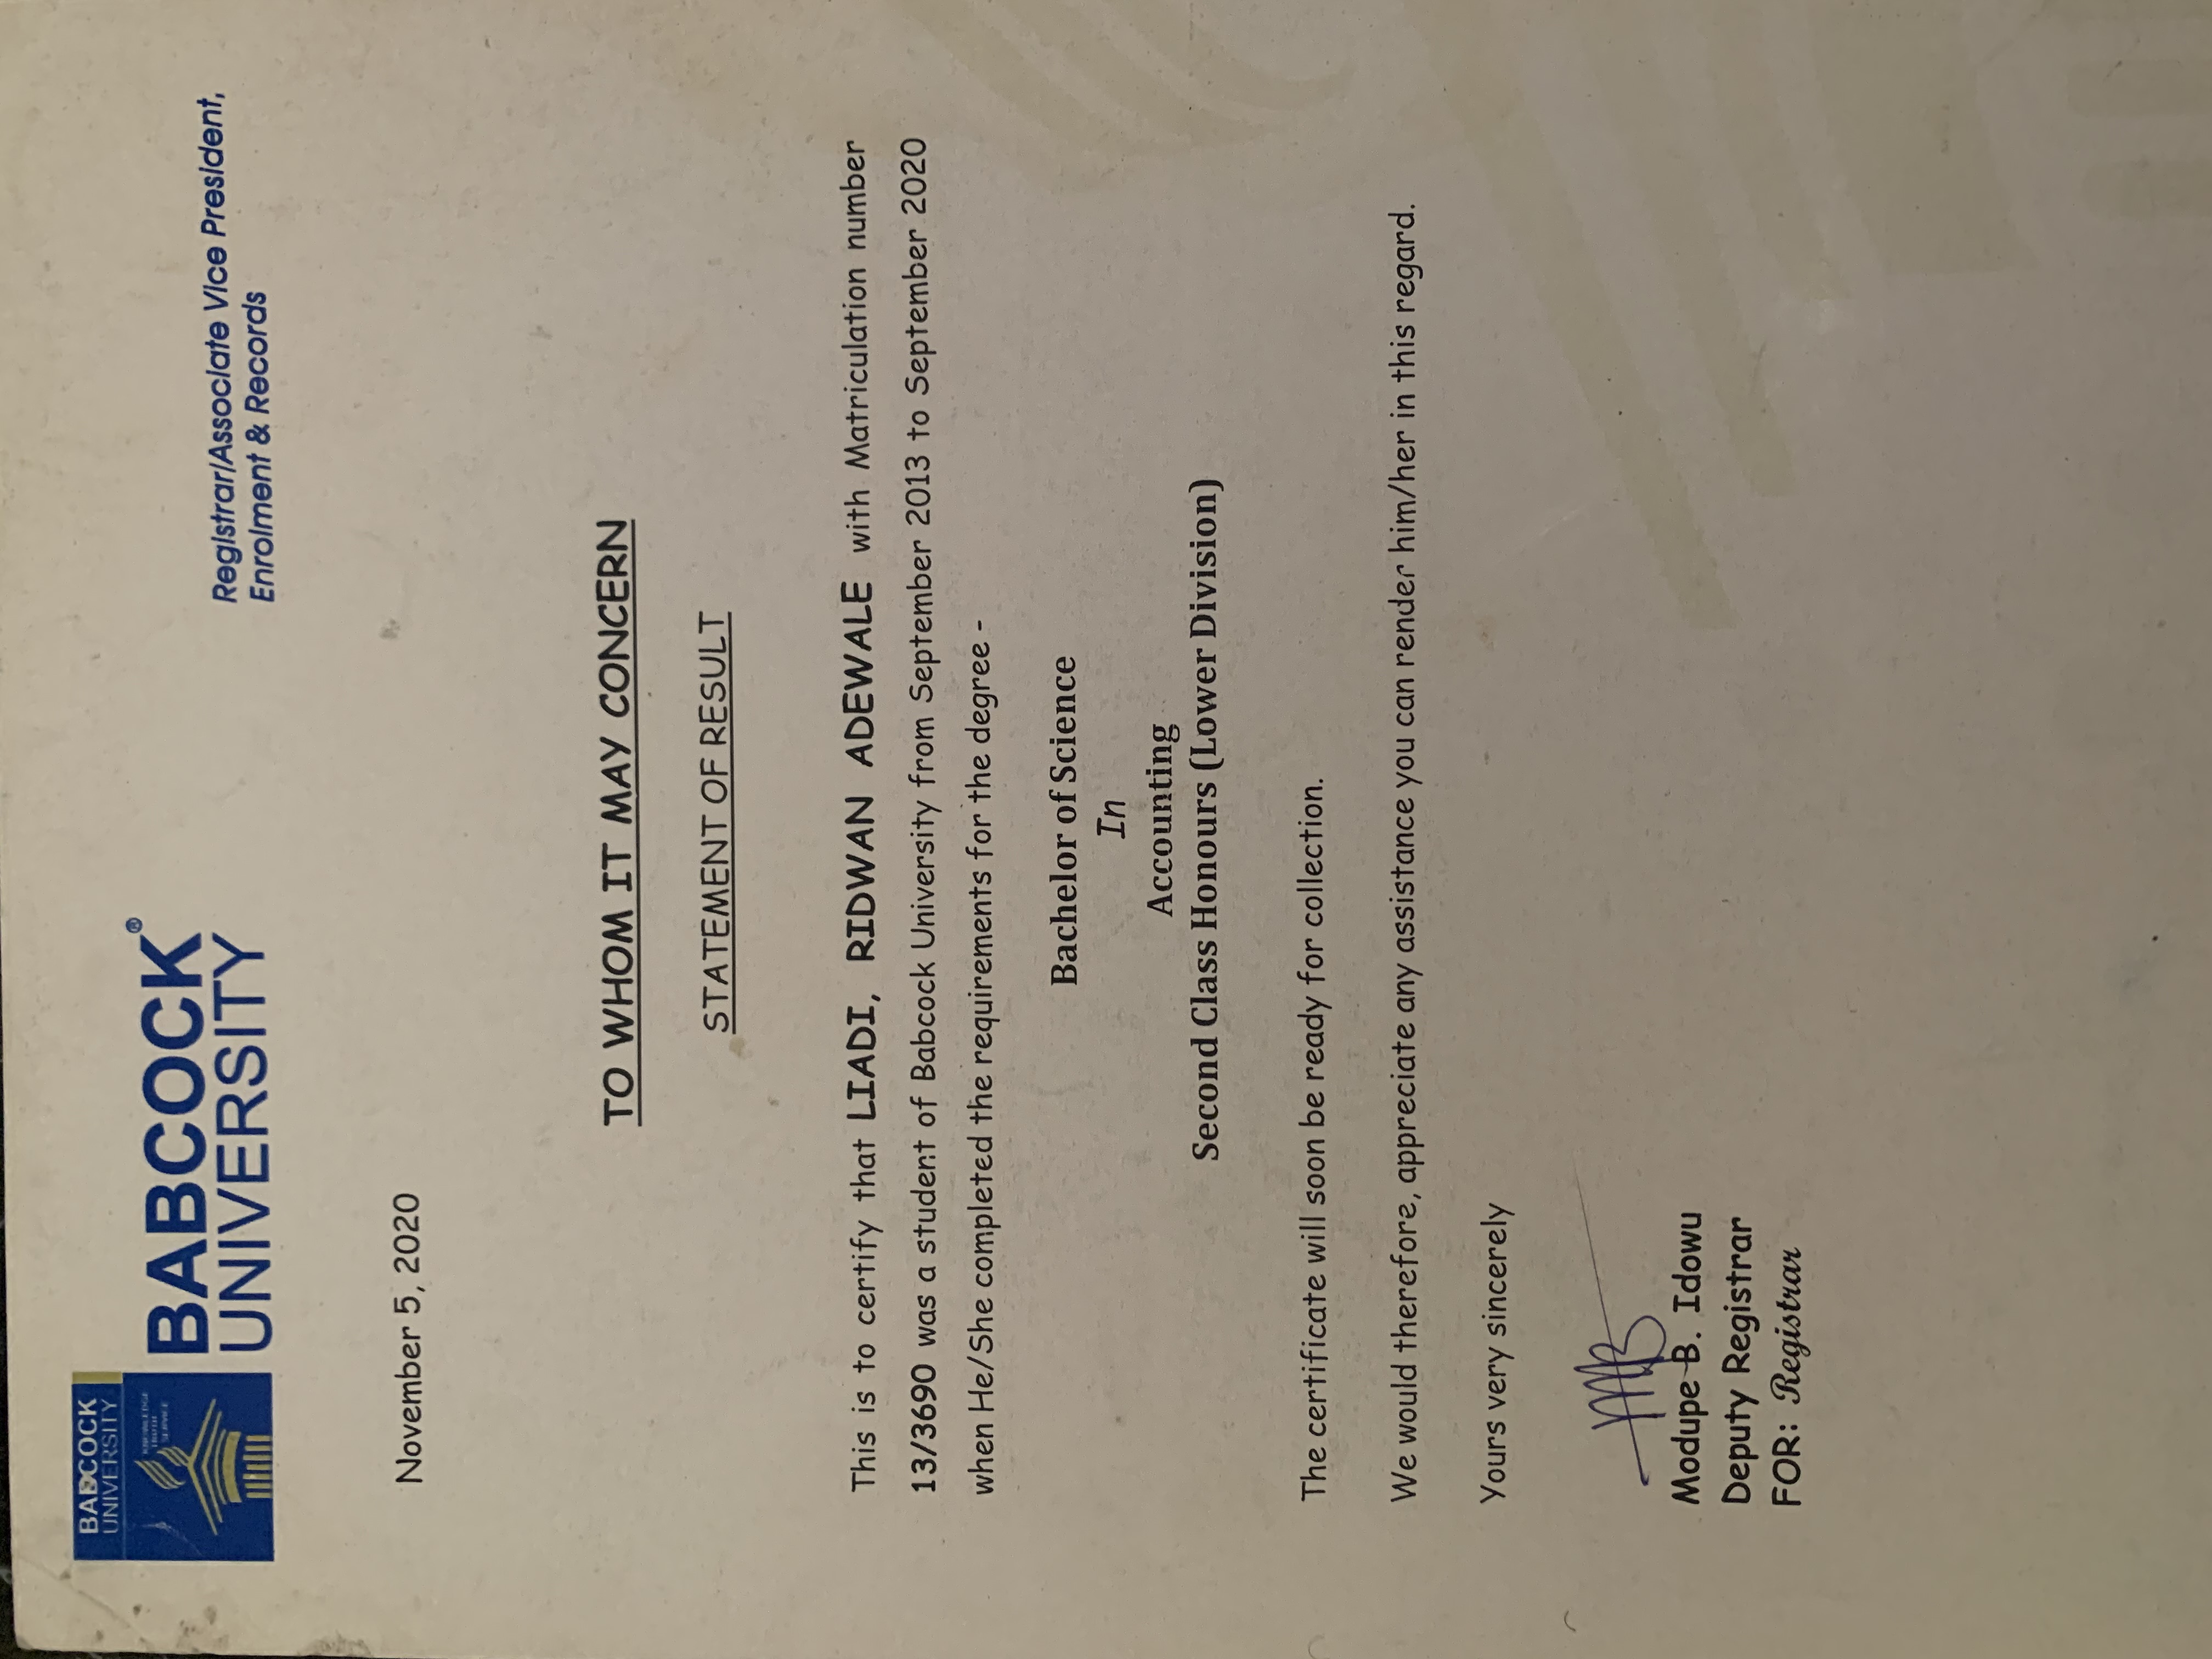 BABCOCK
UNIVERSITY
KNOWLEDGE
TRUTH
SERVICE
BABCOCK®
UNIVERSITY
Registrar/Associate Vice President,
Enrolment & Records
November 5, 2020
TO WHOM IT MAY CONCERN
STATEMENT OF RESULT
This is to certify that LIADI, RIDWAN ADEWALE with Matriculation number
13/3690 was a student of Babcock University from September 2013 to September 2020
when He/She completed the requirements for the degree -
Bachelor of Science
In
Accounting
Second Class Honours (Lower Division)
The certificate will soon be ready for collection.
We would therefore, appreciate any assistance you can render him/her in this regard.
Yours very sincerely
MB
Modupe B. Idowu
Deputy Registrar
FOR: Registrar